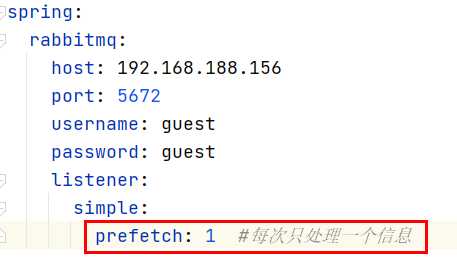 spring:
rabbitmq:
host: 192.168.188.156
port: 5672
username: guest
password: guest
listener:
simple:
prefetch: 1 #每次只处理一个信息